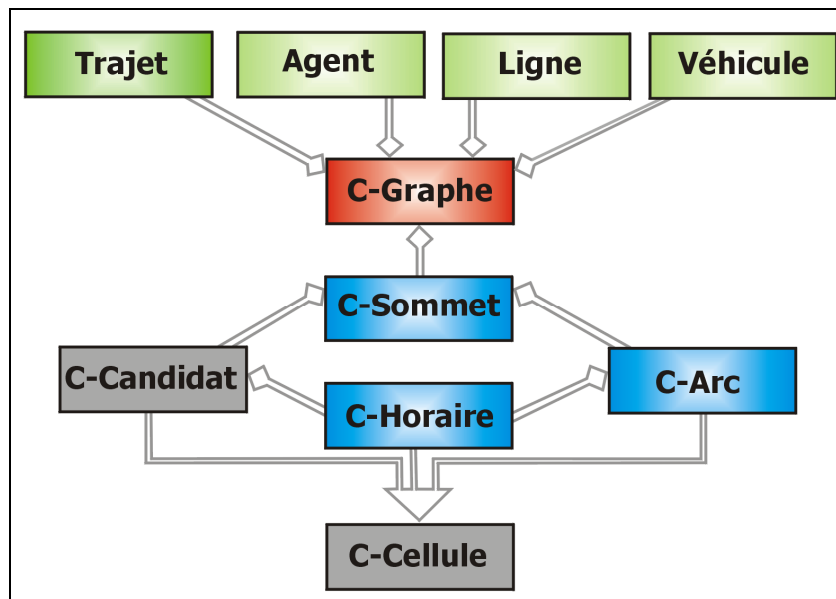 Trajet
Agent
Ligne
Véhicule
C-Graphe
C-Sommet
C-Candidat
C-Horaire
C-Arc
C-Cellule